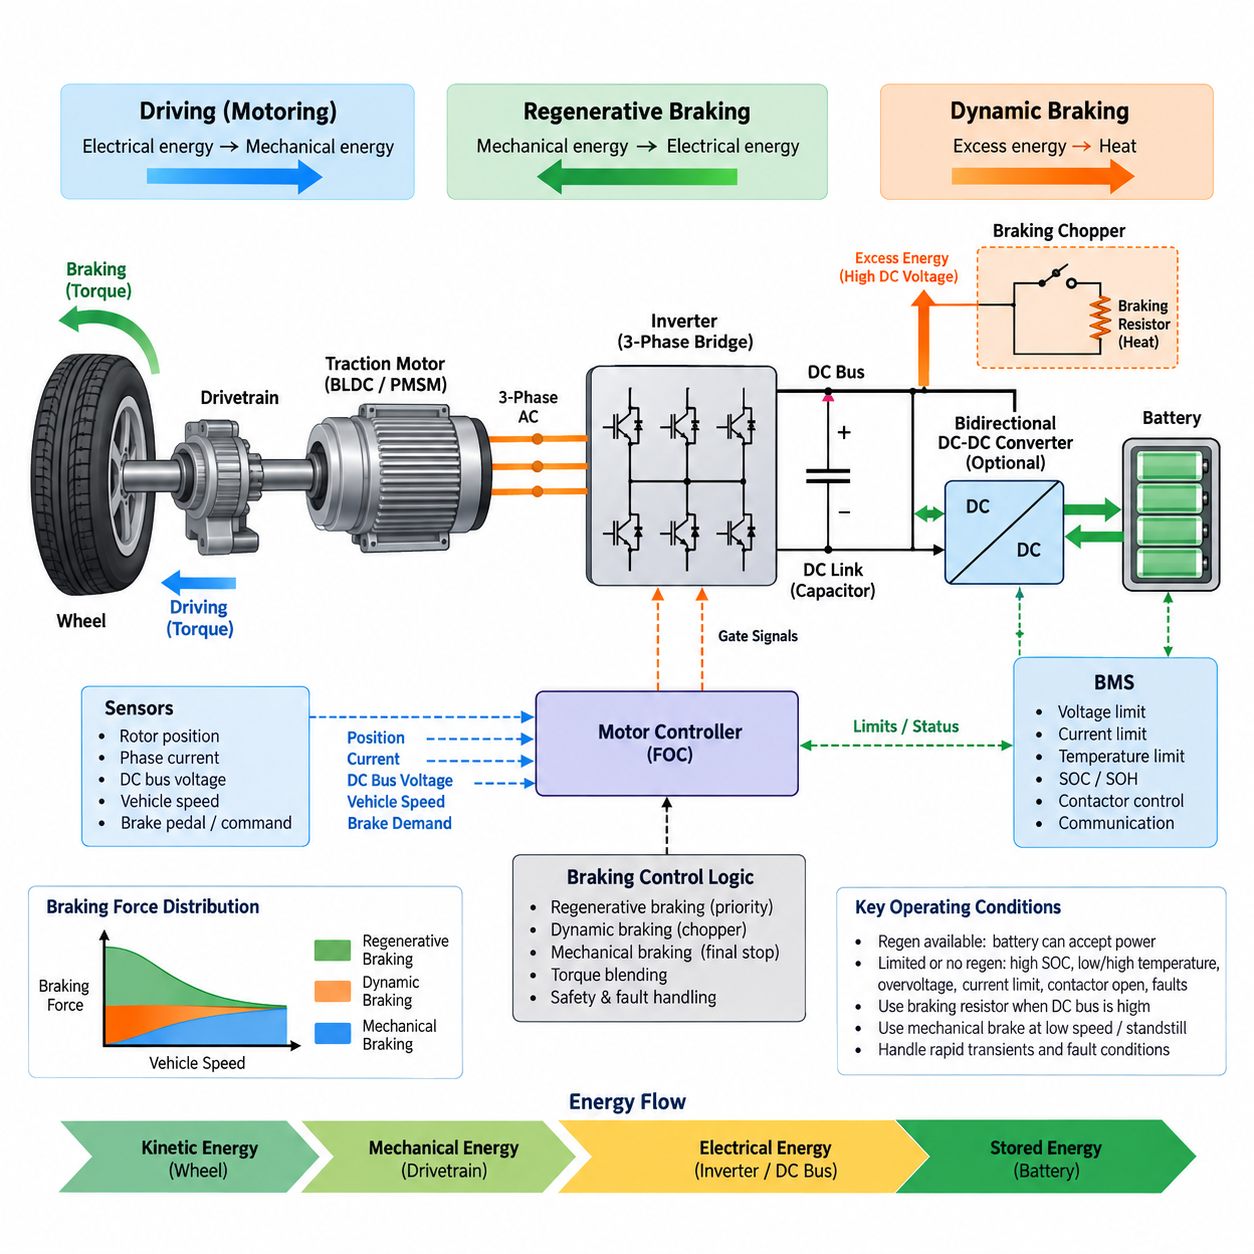 Driving (Motoring)
Electrical energy → Mechanical energy
Regenerative Braking
Mechanical energy → Electrical energy
Dynamic Braking
Excess energy → Heat
Braking Chopper
Excess Energy
(High DC Voltage)
Braking
Resistor
(Heat)
Braking
(Torque)
Inverter
(3-Phase Bridge)
Traction Motor
(BLDC / PMSM)
Drivetrain
3-Phase
AC
DC Bus
+
−
DC Link
(Capacitor)
Bidirectional
DC-DC Converter
(Optional)
DC
DC
Battery
Wheel
Driving
(Torque)
Gate Signals
Sensors
• Rotor position
• Phase current
• DC bus voltage
• Vehicle speed
• Brake pedal / command
Position
Current
DC Bus Voltage
Vehicle Speed
Brake Demand
Motor Controller
(FOC)
Limits / Status
BMS
• Voltage limit
• Current limit
• Temperature limit
• SOC / SOH
• Contactor control
• Communication
Braking Force Distribution
Braking
Force
Vehicle Speed
Regenerative
Braking
Dynamic
Braking
Mechanical
Braking
Braking Control Logic
• Regenerative braking (priority)
• Dynamic braking (chopper)
• Mechanical braking (final stop)
• Torque blending
• Safety & fault handling
Key Operating Conditions
• Regen available: battery can accept power
• Limited or no regen: high SOC, low/high temperature,
overvoltage, current limit, contactor open, faults
• Use braking resistor when DC bus is higm
• Use mechanical brake at low speed / standstill
• Handle rapid transients and fault conditions
Energy Flow
Kinetic Energy
(Wheel)
Mechanical Energy
(Drivetrain)
Electrical Energy
(Inverter / DC Bus)
Stored Energy
(Battery)